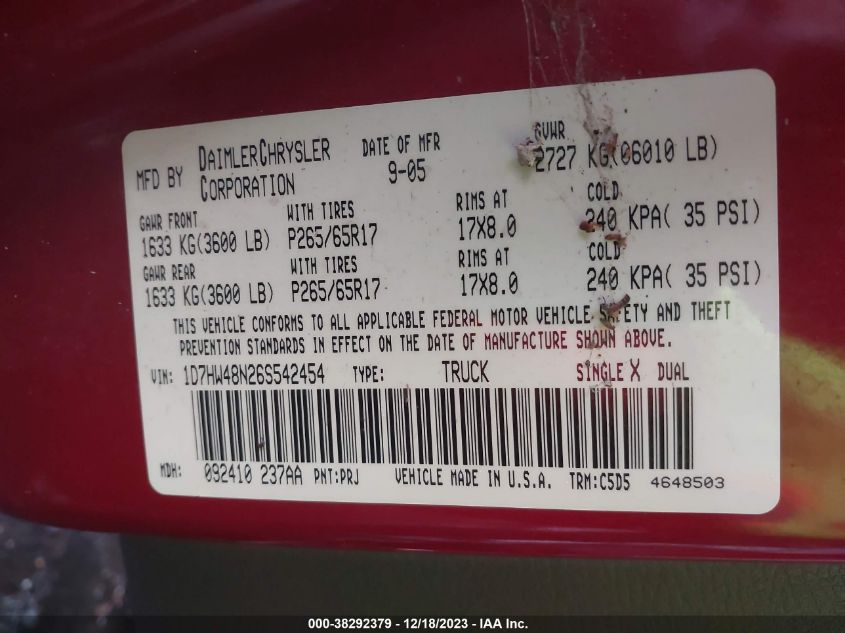 MFD BY DAIMLERCHRYSLER CORPORATION DATE OF MFR 9-05 GVWR 2727 KG(06010 LB)
GAWR FRONT WITH TIRES RIMS AT COLD
1633 KG(3600 LB) P265/65R17 17X8.0 240 KPA( 35 PSI)
GAWR REAR WITH TIRES RIMS AT COLD
1633 KG(3600 LB) P265/65R17 17X8.0 240 KPA( 35 PSI)
THIS VEHICLE CONFORMS TO ALL APPLICABLE FEDERAL MOTOR VEHICLE SAFETY AND THEFT
PREVENTION STANDARDS IN EFFECT ON THE DATE OF MANUFACTURE SHOWN ABOVE.
VIN: 1D7HW48N26S542454 TYPE: TRUCK SINGLE X DUAL
MDH: 092410 237AA PNT:PRJ VEHICLE MADE IN U.S.A. TRM:C5D5 4648503
000-38292379 - 12/18/2023 - IAA Inc.